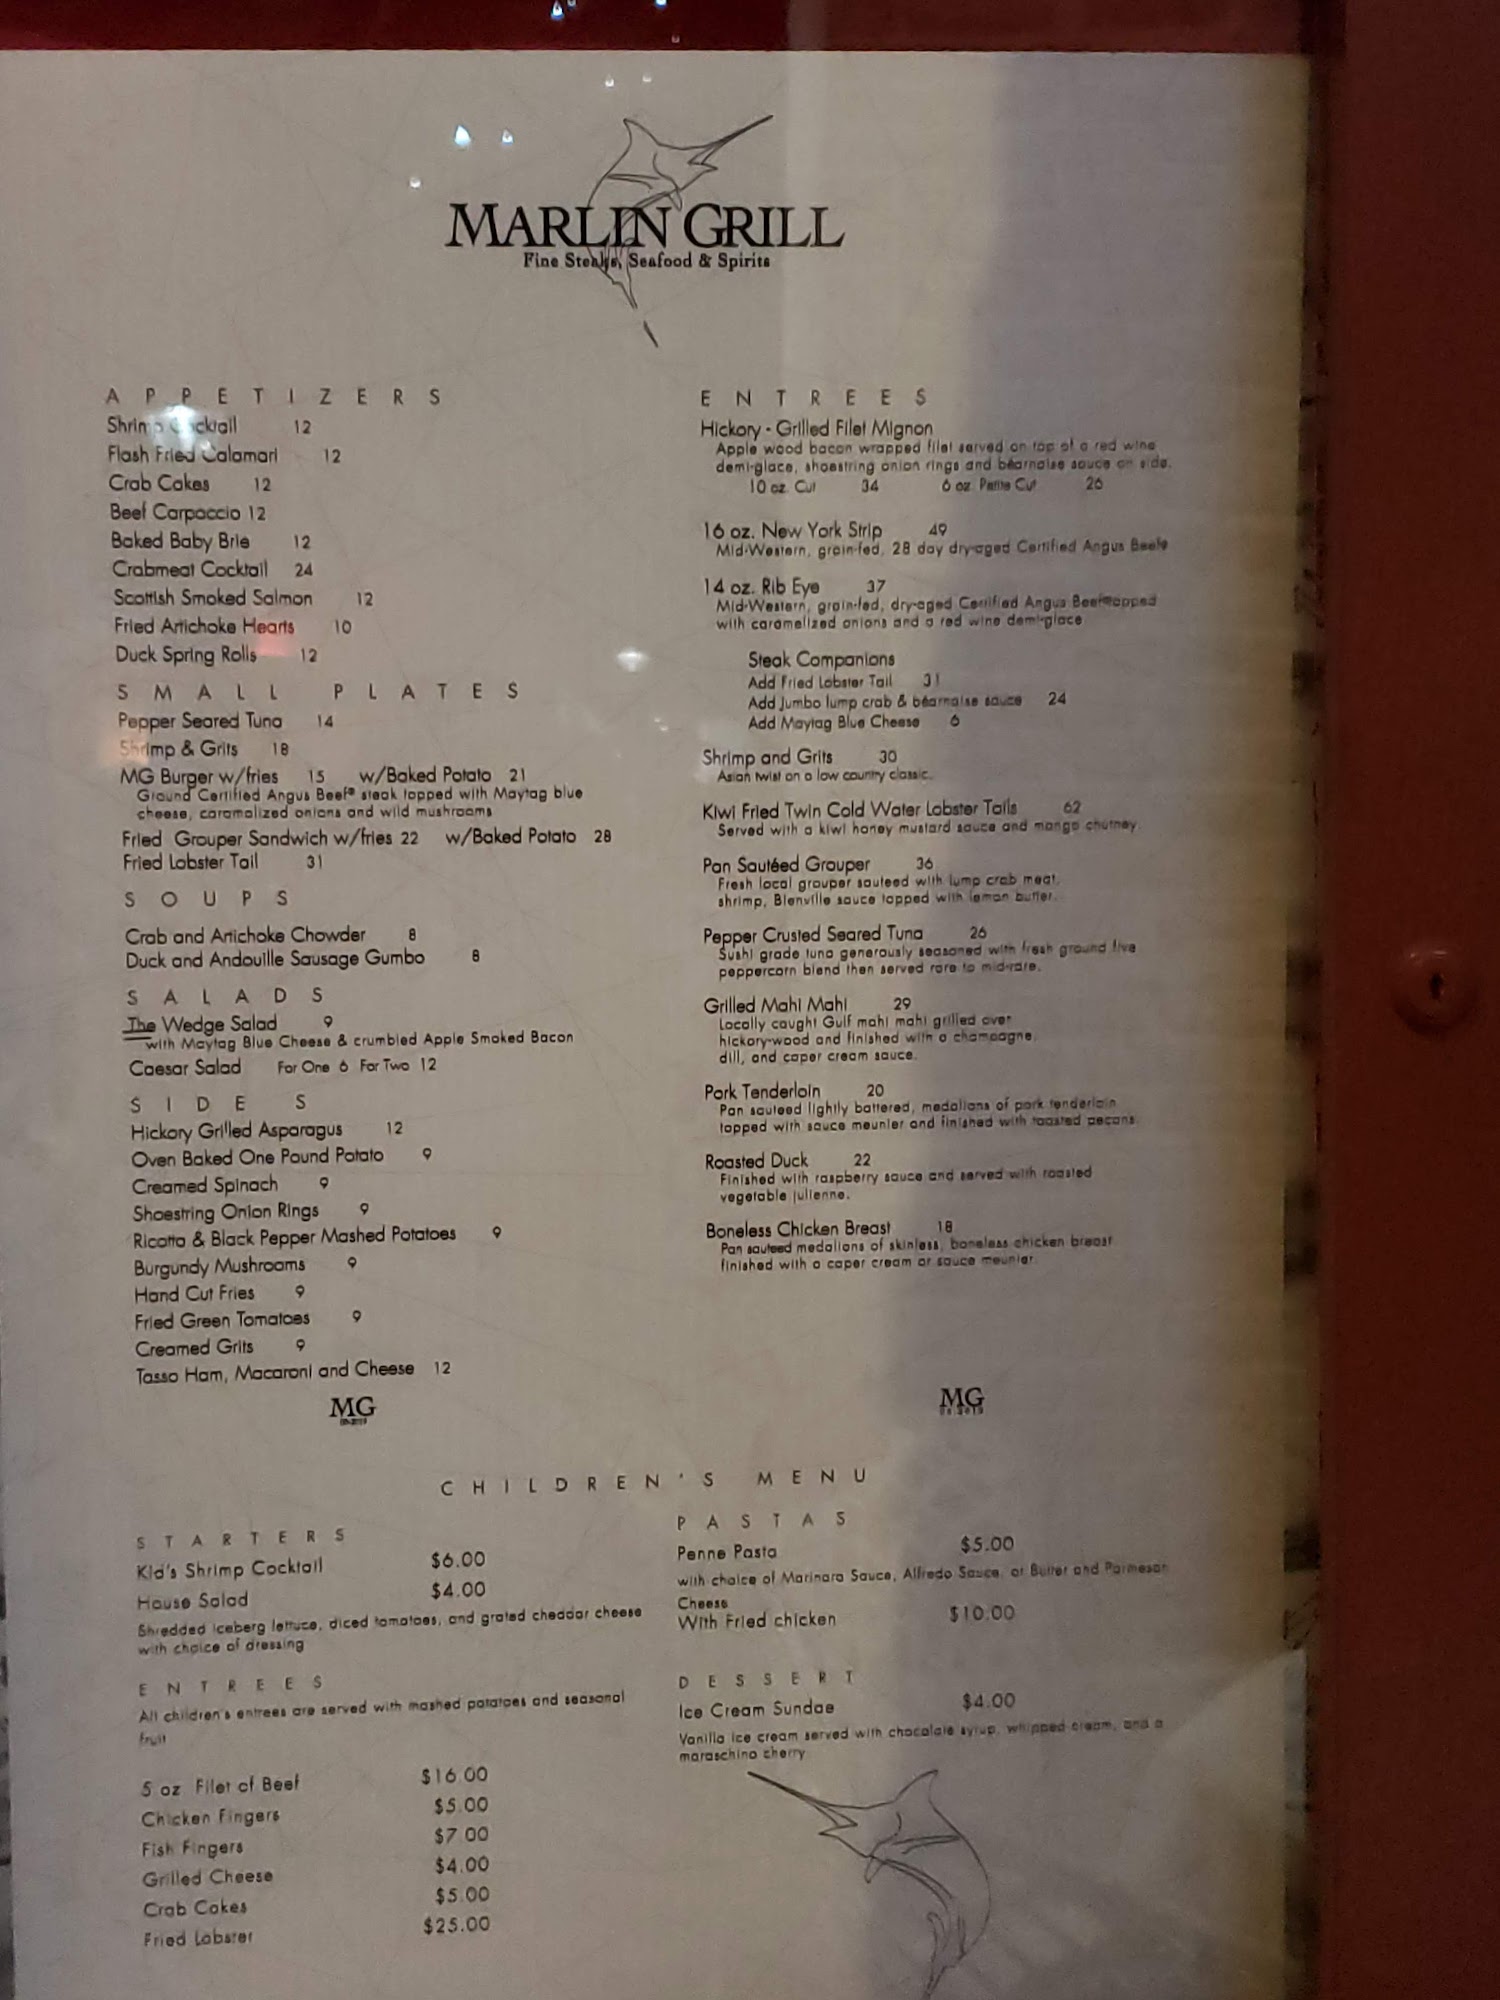 MARLIN GRILL
Fine Steaks, Seafood & Spirits
APPETIZERS
Shrimp Cocktail 12
Flash Fried Calamari 12
Crab Cakes 12
Beef Carpaccio 12
Baked Baby Brie 12
Crabmeat Cocktail 24
Scottish Smoked Salmon 12
Fried Artichoke Hearts 10
Duck Spring Rolls 12
SMALL PLATES
Pepper Seared Tuna 14
Shrimp & Grits 18
MG Burger w/fries 15 w/Baked Potato 21
Ground Certified Angus Beef® steak topped with Maytag blue
cheese, caramalized onions and wild mushrooms
Fried Grouper Sandwich w/fries 22 w/Baked Potato 28
Fried Lobster Tail 31
SOUPS
Crab and Artichoke Chowder 8
Duck and Andouille Sausage Gumbo 8
SALADS
The Wedge Salad 9
with Maytag Blue Cheese & crumbled Apple Smoked Bacon
Caesar Salad For One 6 For Two 12
SIDES
Hickory Grilled Asparagus 12
Oven Baked One Pound Potato 9
Creamed Spinach 9
Shoestring Onion Rings 9
Ricotta & Black Pepper Mashed Potatoes 9
Burgundy Mushrooms 9
Hand Cut Fries 9
Fried Green Tomatoes 9
Creamed Grits 9
Tasso Ham, Macaroni and Cheese 12
MG
ENTREES
Hickory - Grilled Filet Mignon
Apple wood bacon wrapped filet served on top of a red wine
demi-glace, shoestring onion rings and béarnaise sauce on side.
10 oz. Cut 34 6 oz. Petite Cut 26
16 oz. New York Strip 49
Mid-Western, grain-fed, 28 day dry-aged Certified Angus Beef®
14 oz. Rib Eye 37
Mid-Western, grain-fed, dry-aged Certified Angus Beef®topped
with caramelized onions and a red wine demi-glace
Steak Companions
Add Fried Lobster Tail 31
Add Jumbo lump crab & béarnaise sauce 24
Add Maytag Blue Cheese 6
Shrimp and Grits 30
Asian twist on a low country classic.
Kiwi Fried Twin Cold Water Lobster Tails 62
Served with a kiwi honey mustard sauce and mango chutney.
Pan Sautéed Grouper 36
Fresh local grouper sauteed with lump crab meat,
shrimp, Bienville sauce topped with lemon butter.
Pepper Crusted Seared Tuna 26
Sushi grade tuna generously seasoned with fresh ground five
peppercorn blend then served rare to mid-rare.
Grilled Mahi Mahi 29
Locally caught Gulf mahi mahi grilled over
hickory-wood and finished with a champagne,
dill, and caper cream sauce.
Pork Tenderloin 20
Pan sauteed lightly battered, medalions of pork tenderloin
topped with sauce meunier and finished with toasted pecans.
Roasted Duck 22
Finished with raspberry sauce and served with roasted
vegetable julienne.
Boneless Chicken Breast 18
Pan sauteed medalions of skinless, boneless chicken breast
finished with a caper cream or sauce meunier.
MG
CHILDREN'S MENU
STARTERS
Kid's Shrimp Cocktail $6.00
House Salad $4.00
Shredded iceberg lettuce, diced tomatoes, and grated cheddar cheese
with choice of dressing
ENTREES
All children's entrees are served with mashed potatoes and seasonal
fruit
5 oz Filet of Beef $16.00
Chicken Fingers $5.00
Fish Fingers $7.00
Grilled Cheese $4.00
Crab Cakes $5.00
Fried Lobster $25.00
PASTAS
Penne Pasta $5.00
with choice of Marinara Sauce, Alfredo Sauce, or Butter and Parmesan
Cheese
With Fried chicken $10.00
DESSERT
Ice Cream Sundae $4.00
Vanilla ice cream served with chocolate syrup, whipped cream, and a
maraschino cherry